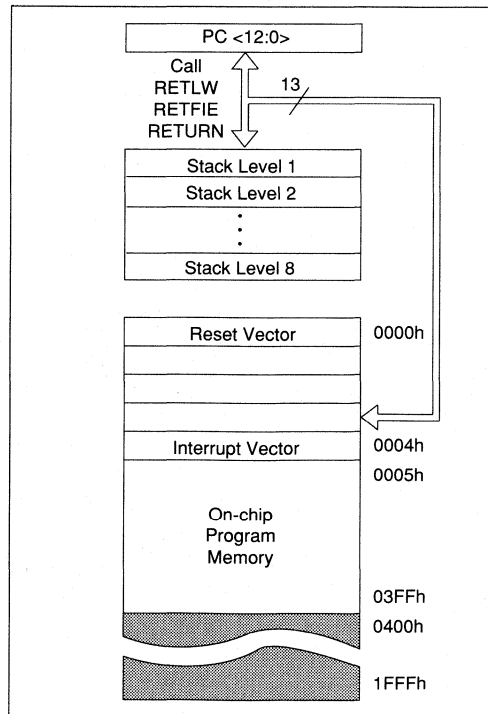 PC <12:0>
Call
RETLW
RETFIE
RETURN
13
Stack Level 1
Stack Level 2
Stack Level 8
Reset Vector 0000h
Interrupt Vector 0004h
0005h
On-chip
Program
Memory
03FFh
0400h
1FFFh